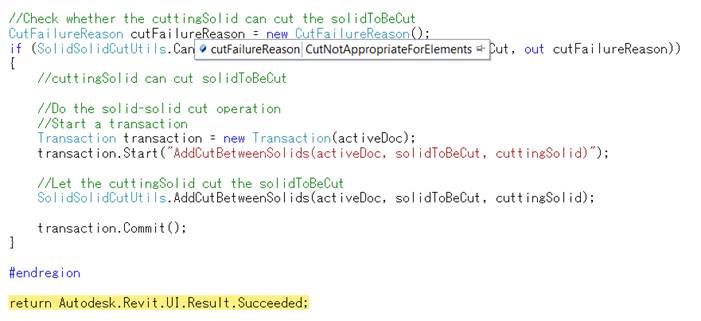 //Check whether the cuttingSolid can cut the solidToBeCut
CutFailureReason cutFailureReason = new CutFailureReason();
if (SolidSolidCutUtils.Can cutFailureReason CutNotAppropriateForElements Cut, out cutFailureReason))
{
//cuttingSolid can cut solidToBeCut
//Do the solid-solid cut operation
//Start a transaction
Transaction transaction = new Transaction(activeDoc);
transaction.Start("AddCutBetweenSolids(activeDoc, solidToBeCut, cuttingSolid)");
//Let the cuttingSolid cut the solidToBeCut
SolidSolidCutUtils.AddCutBetweenSolids(activeDoc, solidToBeCut, cuttingSolid);
transaction.Commit();
}
#endregion
return Autodesk.Revit.UI.Result.Succeeded;